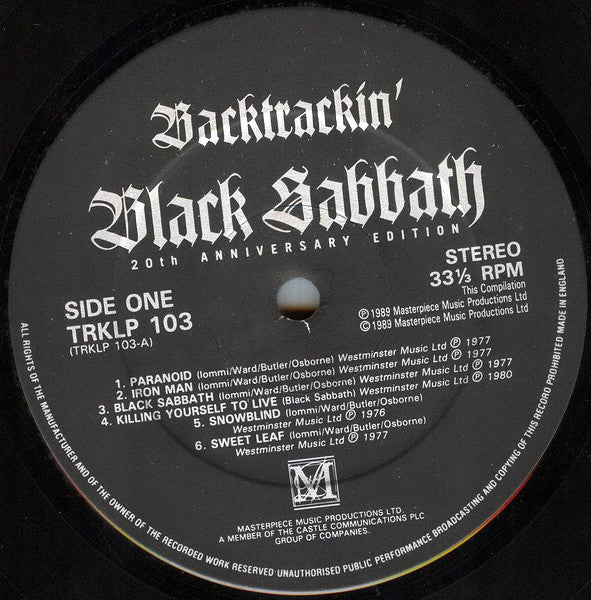 Backtrackin'
Black Sabbath
20th ANNIVERSARY EDITION
SIDE ONE
TRKLP 103
(TRKLP 103-A)
STEREO
33⅓ RPM
This Compilation
℗ 1989 Masterpiece Music Productions Ltd
© 1989 Masterpiece Music Productions Ltd
1. PARANOID (Iommi/Ward/Butler/Osborne) Westminster Music Ltd ℗ 1977
2. IRON MAN (Iommi/Ward/Butler/Osborne) Westminster Music Ltd ℗ 1977
3. BLACK SABBATH (Iommi/Ward/Butler/Osborne) Westminster Music Ltd ℗ 1977
4. KILLING YOURSELF TO LIVE (Black Sabbath) Westminster Music Ltd ℗ 1980
5. SNOWBLIND (Iommi/Ward/Butler/Osborne)
Westminster Music Ltd ℗ 1976
6. SWEET LEAF (Iommi/Ward/Butler/Osborne)
Westminster Music Ltd ℗ 1977
M
MASTERPIECE MUSIC PRODUCTIONS LTD.
A MEMBER OF THE CASTLE COMMUNICATIONS PLC
GROUP OF COMPANIES.
ALL RIGHTS OF THE MANUFACTURER AND OF THE OWNER OF THE RECORDED WORK RESERVED UNAUTHORISED PUBLIC PERFORMANCE BROADCASTING AND COPYING OF THIS RECORD PROHIBITED MADE IN ENGLAND